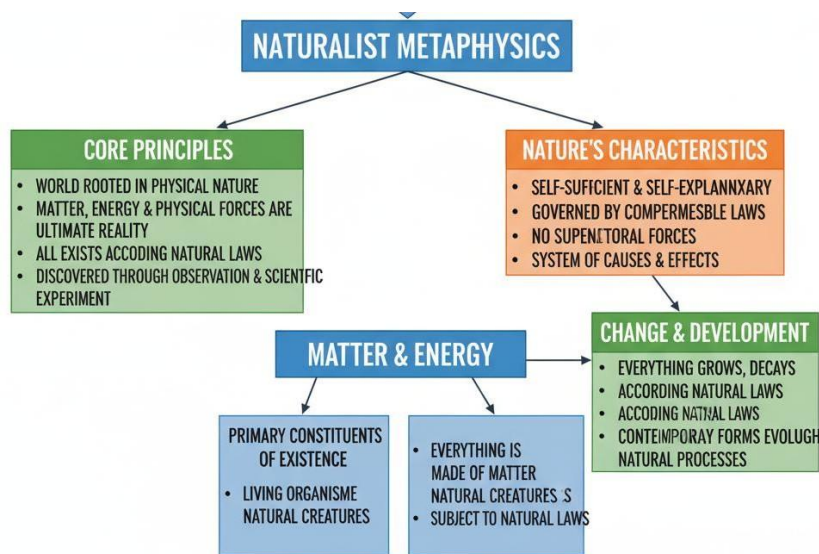 NATURALIST METAPHYSICS
CORE PRINCIPLES
• WORLD ROOTED IN PHYSICAL NATURE
• MATTER, ENERGY & PHYSICAL FORCES ARE
ULTIMATE REALITY
• ALL EXISTS ACCODING NATURAL LAWS
• DISCOVERED THROUGH OBSERVATION & SCIENTFIC
EXPERIMENT
NATURE'S CHARACTERISTICS
• SELF-SUFFICIENT & SELF-EXPLANNXARY
• GOVERNED BY COMPERMESBLE LAWS
• NO SUPENITORAL FORCES
• SYSTEM OF CAUSES & EFFECTS
MATTER & ENERGY
CHANGE & DEVELOPMENT
• EVERYTHING GROWS, DECAYS
• ACCORDING NATURAL LAWS
• ACCODING NATNAL LAWS
• CONTEMPORAY FORMS EVOLUGH
NATURAL PROCESSES
PRIMARY CONSTITUENTS
OF EXISTENCE
• LIVING ORGANISME
NATURAL CREATURES
• EVERYTHING IS
MADE OF MATTER
NATURAL CREATURES
• SUBJECT TO NATURAL LAWS